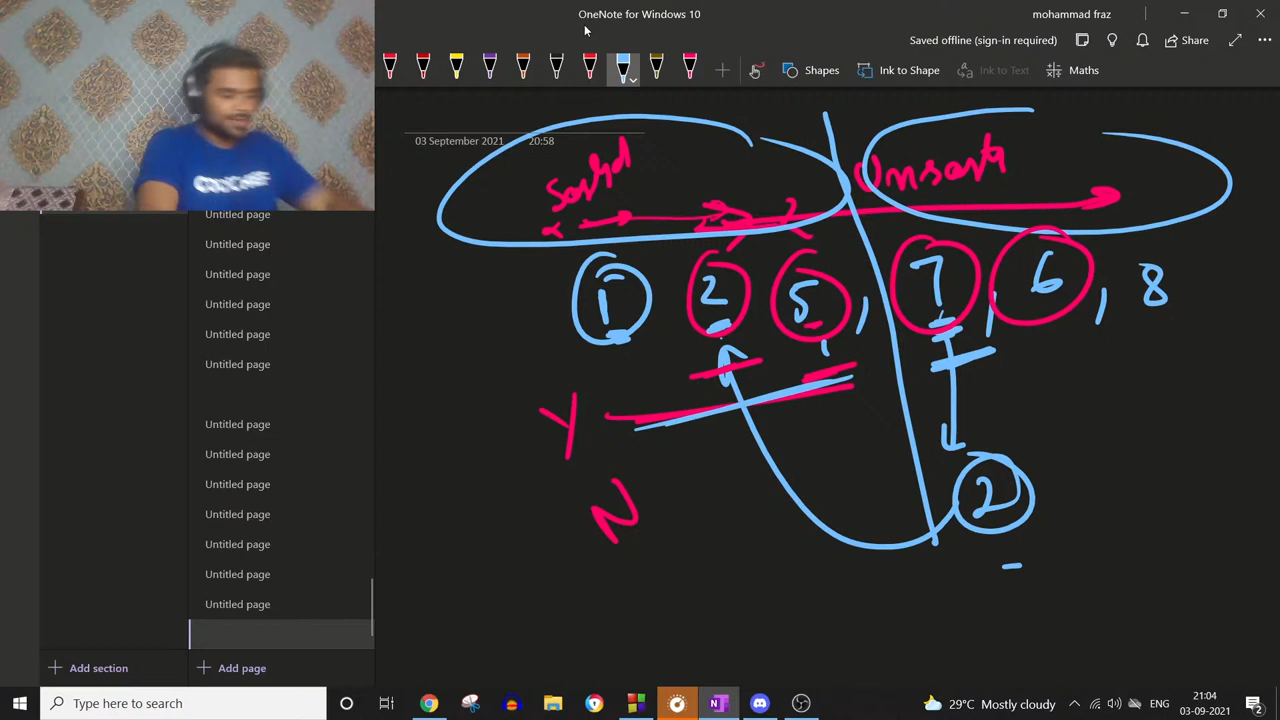 OneNote for Windows 10
mohammad fraz
Saved offline (sign-in required)
Share
Shapes
Ink to Shape
Ink to Text
Maths
03 September 2021 20:58
1 2 5, 7, 6, 8
Y
N
2
Untitled page
Untitled page
Untitled page
Untitled page
Untitled page
Untitled page
Untitled page
Untitled page
Untitled page
Untitled page
Untitled page
Untitled page
Untitled page
Add section
Add page
Type here to search
29°C Mostly cloudy
ENG
21:04
03-09-2021
2